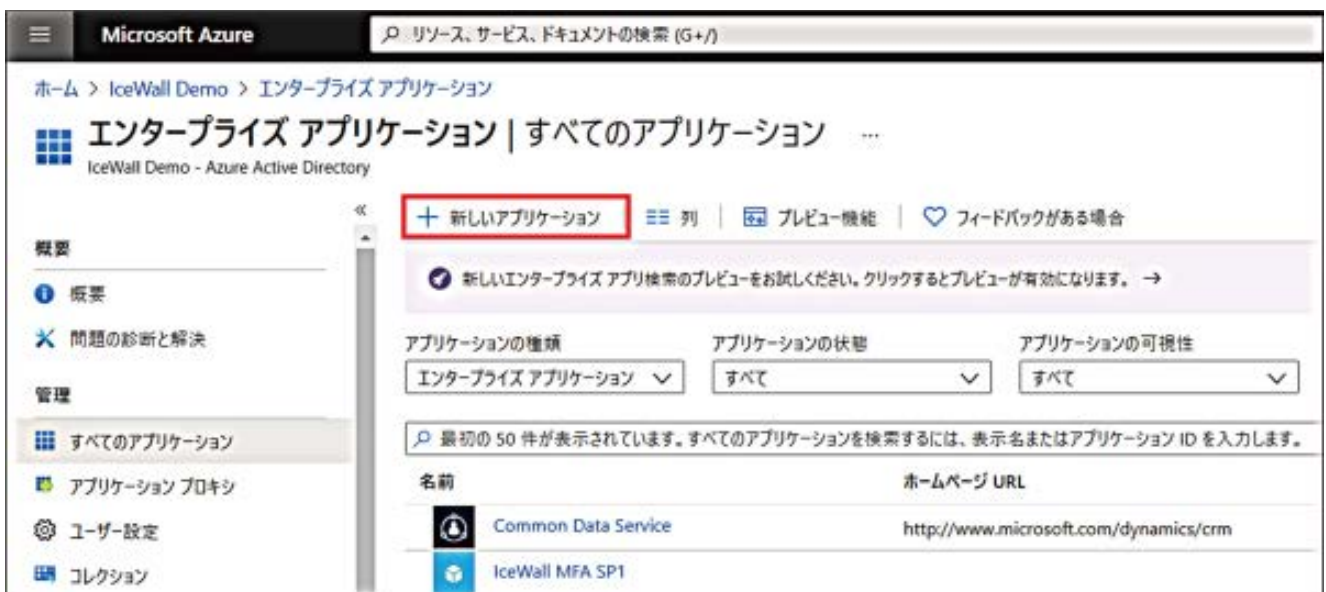 Microsoft Azure
リソース、サービス、ドキュメントの検索 (G+/)
ホーム > IceWall Demo > エンタープライズ アプリケーション
エンタープライズ アプリケーション | すべてのアプリケーション ...
IceWall Demo - Azure Active Directory
«
+ 新しいアプリケーション 列 | プレビュー機能 | フィードバックがある場合
概要
新しいエンタープライズ アプリ検索のプレビューをお試しください。クリックするとプレビューが有効になります。 →
概要
問題の診断と解決
アプリケーションの種類 アプリケーションの状態 アプリケーションの可視性
エンタープライズ アプリケーション すべて すべて
管理
すべてのアプリケーション
最初の 50 件が表示されています。すべてのアプリケーションを検索するには、表示名またはアプリケーション ID を入力します。
アプリケーション プロキシ
名前 ホームページ URL
ユーザー設定
Common Data Service http://www.microsoft.com/dynamics/crm
コレクション
IceWall MFA SP1